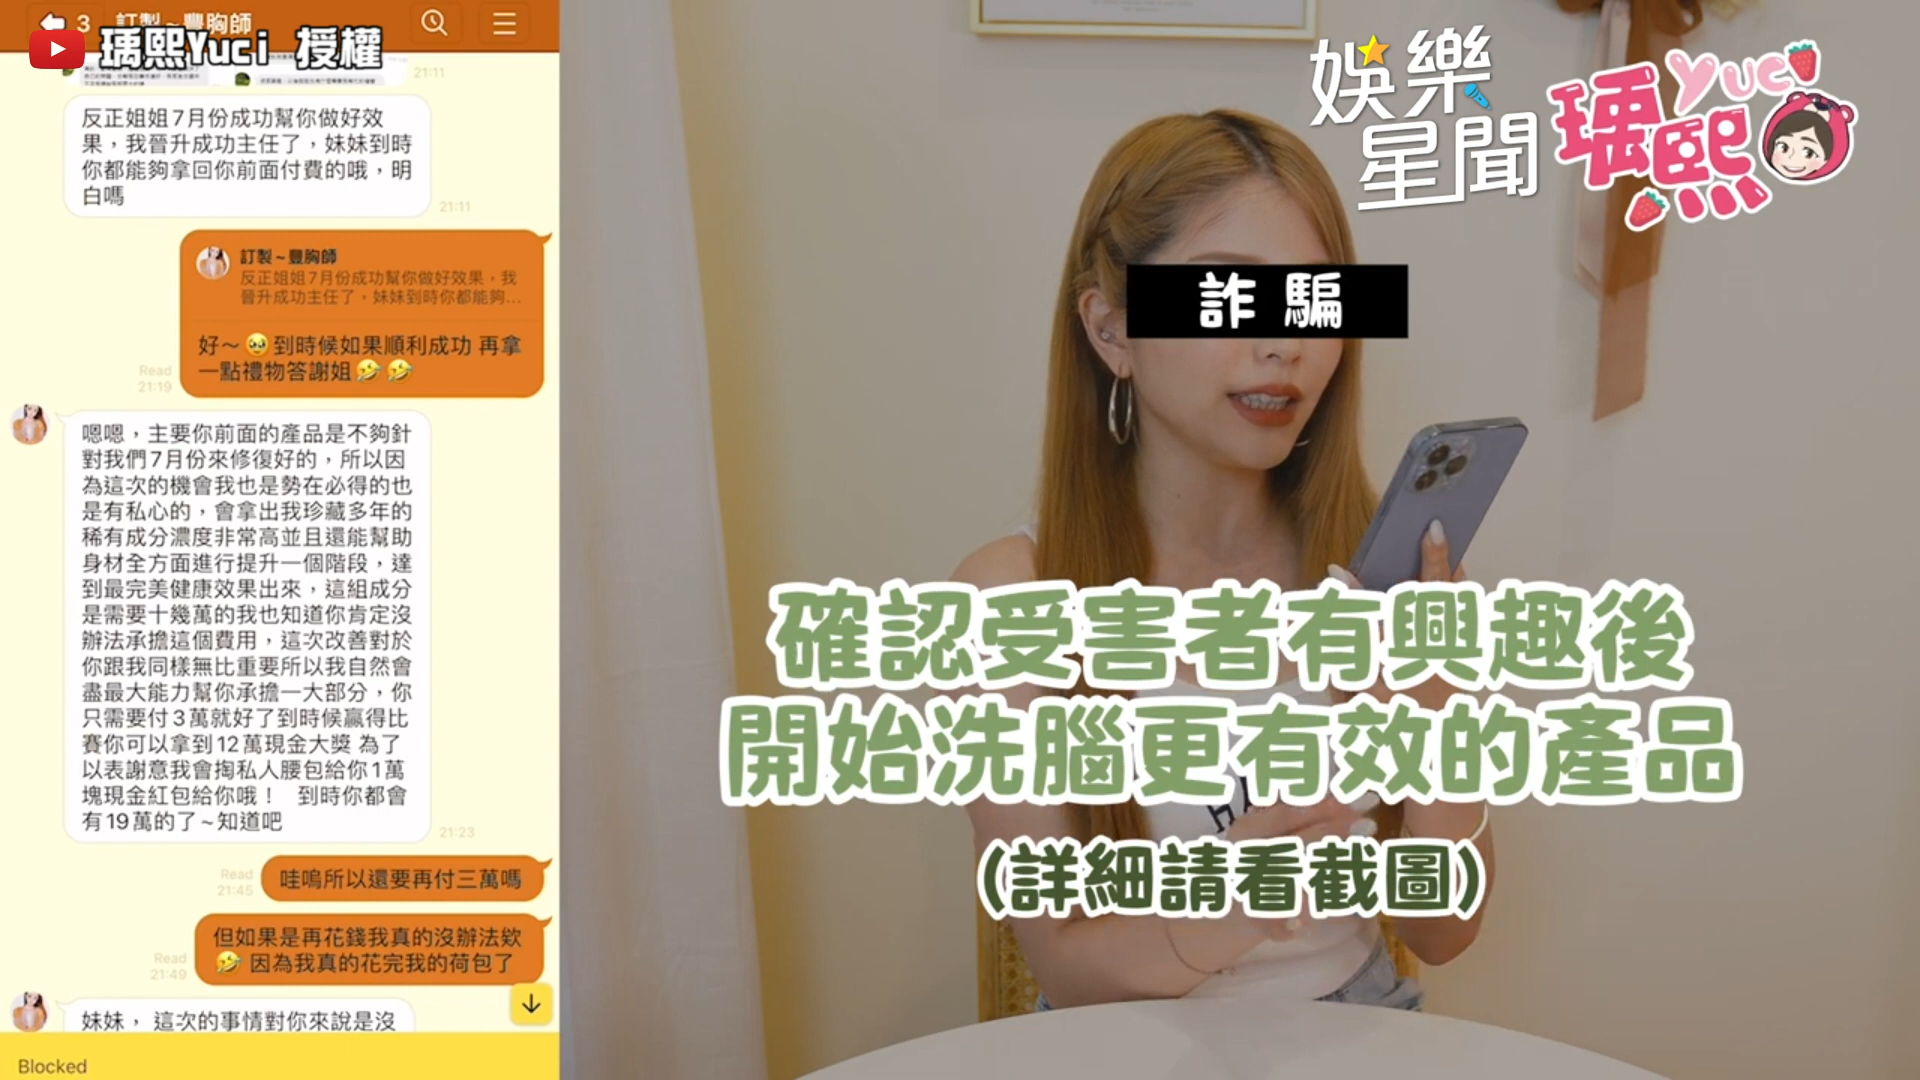 3 訂製~豐胸師
瑀熙Yuci 授權
21:11
反正姐姐7月份成功幫你做好效
果，我晉升成功主任了，妹妹到時
你都能夠拿回你前面付費的哦，明
白嗎
21:11
訂製~豐胸師
反正姐姐7月份成功幫你做好效果，我
晉升成功主任了，妹妹到時你都能夠...
好～🥹到時候如果順利成功 再拿
一點禮物答謝姐🤣🤣
Read
21:19
嗯嗯，主要你前面的產品是不夠針
對我們7月份來修復好的，所以因
為這次的機會我也是勢在必得的也
是有私心的，會拿出我珍藏多年的
稀有成分濃度非常高並且還能幫助
身材全方面進行提升一個階段，達
到最完美健康效果出來，這組成分
是需要十幾萬的我也知道你肯定沒
辦法承擔這個費用，這次改善對於
你跟我同樣無比重要所以我自然會
盡最大能力幫你承擔一大部分，你
只需要付3萬就好了到時候贏得比
賽你可以拿到12萬現金大獎 為了
以表謝意我會掏私人腰包給你1萬
塊現金紅包給你哦！ 到時你都會
有19萬的了~知道吧
21:23
哇嗚所以還要再付三萬嗎
Read
21:45
但如果是再花錢我真的沒辦法欸
🤣 因為我真的花完我的荷包了
Read
21:49
妹妹， 這次的事情對你來說是沒
Blocked
娛樂
星聞
Yuci
瑀熙
詐騙
確認受害者有興趣後
開始洗腦更有效的產品
(詳細請看截圖)